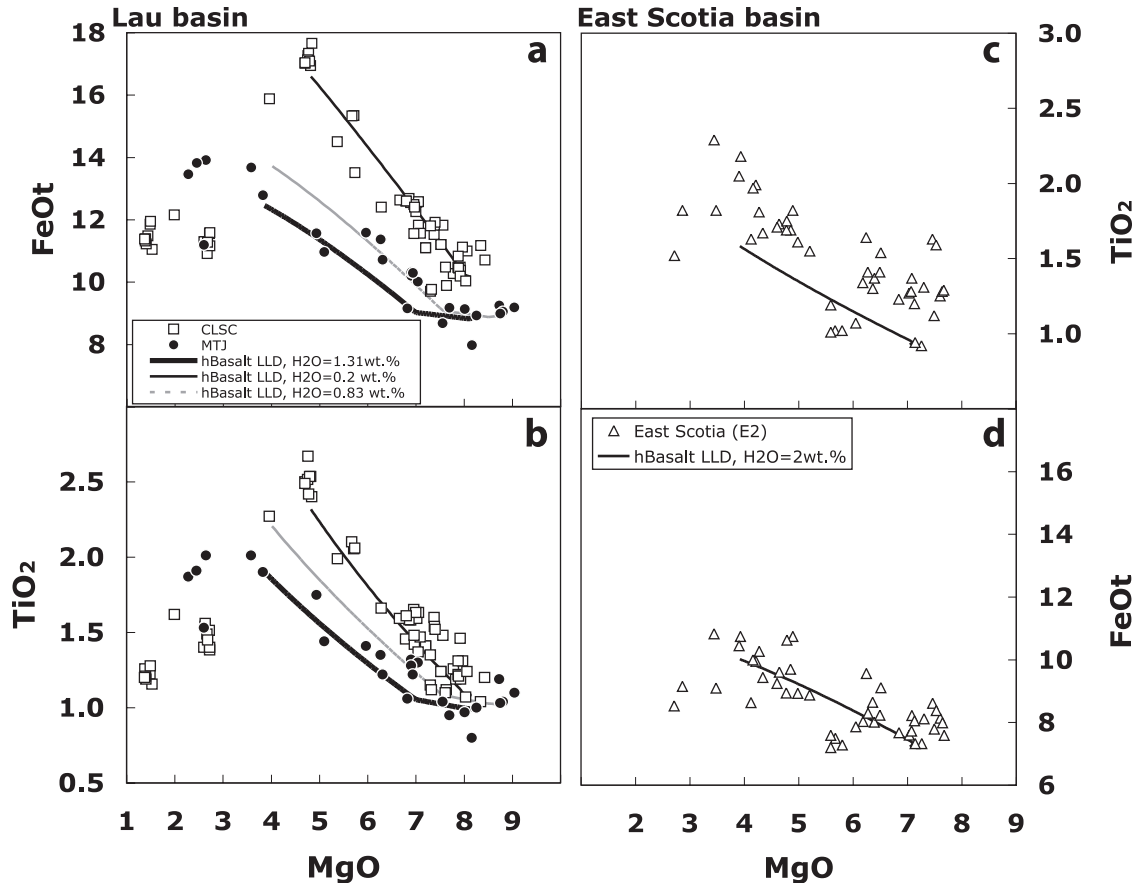 Lau basin
East Scotia basin
a
18
16
14
12
10
8
FeOt
CLSC
MTJ
hBasalt LLD, H2O=1.31wt.%
hBasalt LLD, H2O=0.2 wt.%
hBasalt LLD, H2O=0.83 wt.%
c
3.0
2.5
2.0
1.5
1.0
TiO2
b
2.5
2.0
1.5
1.0
0.5
TiO2
1 2 3 4 5 6 7 8 9
MgO
d
East Scotia (E2)
hBasalt LLD, H2O=2wt.%
16
14
12
10
8
6
FeOt
2 3 4 5 6 7 8 9
MgO